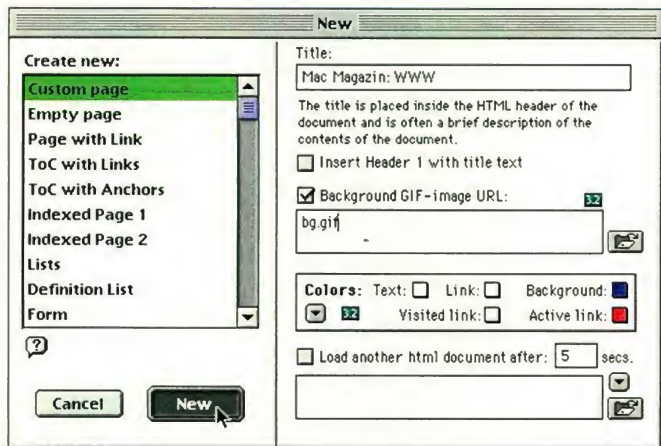 New
Create new:
Custom page
Empty page
Page with Link
ToC with Links
ToC with Anchors
Indexed Page 1
Indexed Page 2
Lists
Definition List
Form
?
Cancel
New
Title:
Mac Magazin: WWW
The title is placed inside the HTML header of the
document and is often a brief description of the
contents of the document.
Insert Header 1 with title text
Background GIF-image URL:
3.2
bg.gif
Colors: Text: Link: Background:
3.2 Visited link: Active link:
Load another html document after: 5 secs.